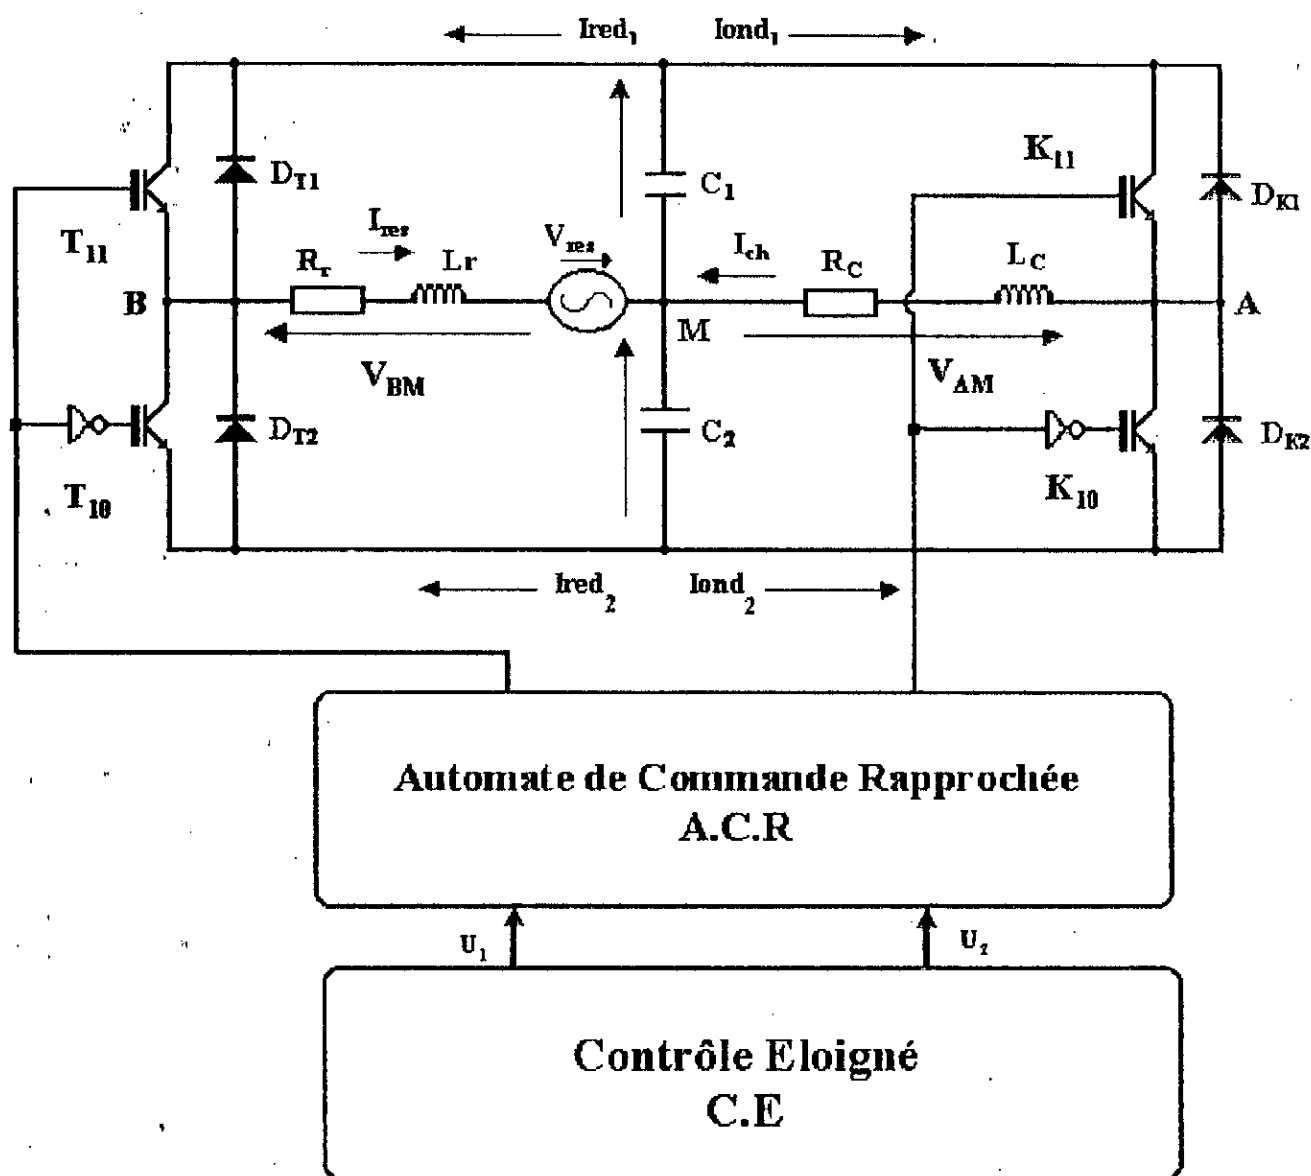 Ired1 Iond1
K11
DT1 C1 DK1
T11 Ires Vres Ich
Rr Lr RC LC
B M A
VBM VAM
DT2 C2 DK2
T10 K10
Ired2 Iond2
Automate de Commande Rapprochée
A.C.R
U1 U2
Contrôle Eloigné
C.E